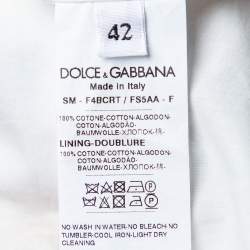 42
DOLCE & GABBANA
Made in Italy
SM - F4BCRT / FS5AA - F
100% COTONE-COTTON-ALGODON-
COTON-ALGODÃO-
BAUMWOLLE-ХЛОПОК-棉-
LINING-DOUBLURE
100% COTONE-COTTON-ALGODON-
COTON-ALGODÃO-
BAUMWOLLE-ХЛОПОК-棉-
NO WASH IN WATER-NO BLEACH-NO
TUMBLER-COOL IRON-LIGHT DRY
CLEANING